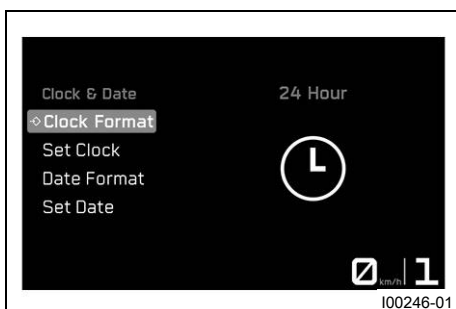 Clock & Date
24 Hour
Clock Format
Set Clock
Date Format
Set Date
0 km/h 1
I00246-01